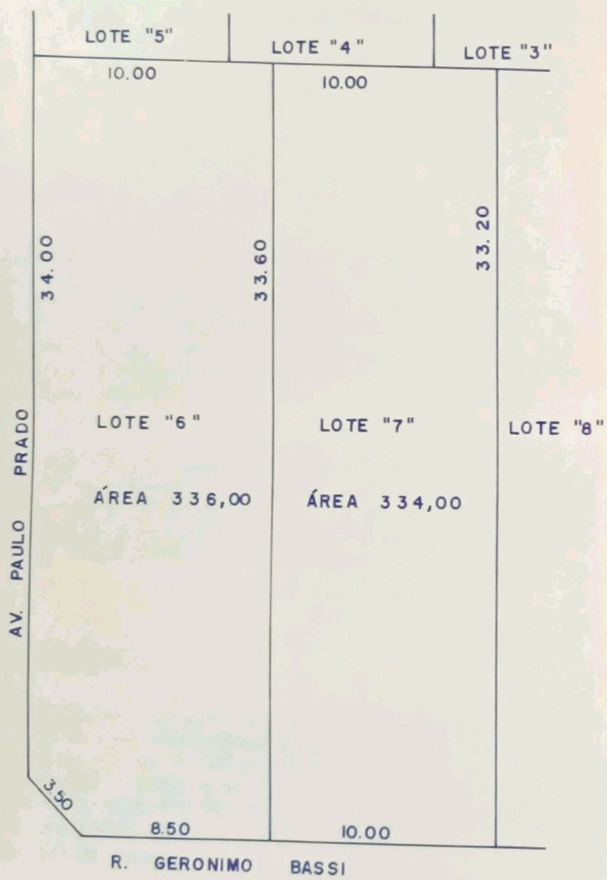 LOTE "5"
LOTE "4"
LOTE "3"
10.00
10.00
34.00
33.60
33.20
AV. PAULO PRADO
LOTE "6"
LOTE "7"
LOTE "8"
ÁREA 336,00
ÁREA 334,00
3.50
8.50
10.00
R. GERONIMO BASSI